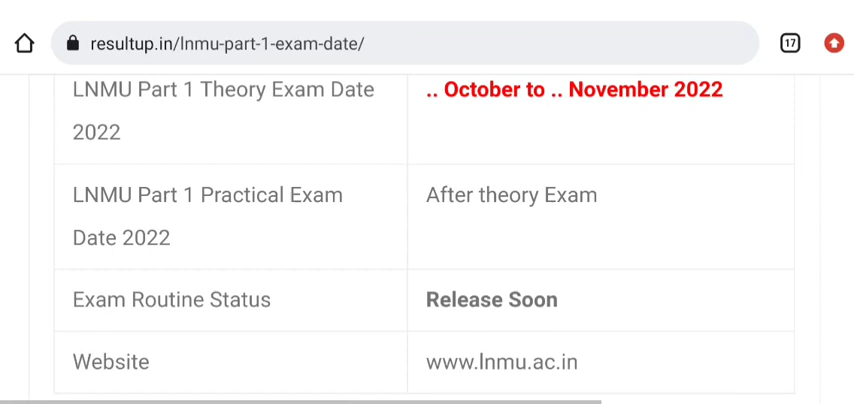 resultup.in/lnmu-part-1-exam-date/
17
LNMU Part 1 Theory Exam Date
2022
.. October to .. November 2022
LNMU Part 1 Practical Exam
Date 2022
After theory Exam
Exam Routine Status
Release Soon
Website
www.lnmu.ac.in